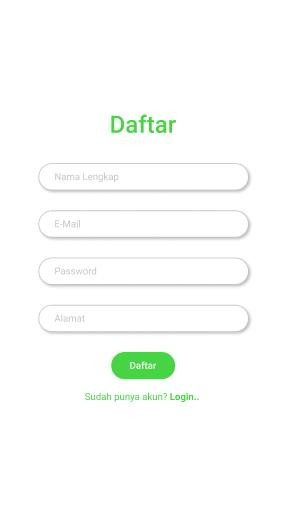 Daftar
Nama Lengkap
E-Mail
Password
Alamat
Daftar
Sudah punya akun? Login..